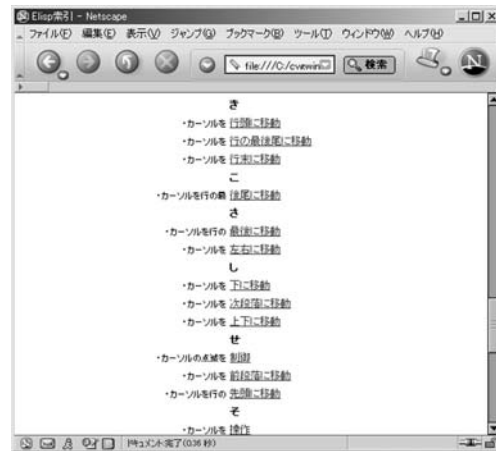 Elisp索引 - Netscape
ファイル(F) 編集(E) 表示(V) ジャンプ(G) ブックマーク(B) ツール(T) ウィンドウ(W) ヘルプ(H)
file:///C:/cvswin 検索
き
・カーソルを 行頭に移動
・カーソルを 行の最後尾に移動
・カーソルを 行末に移動
こ
・カーソルを行の最 後尾に移動
さ
・カーソルを行の 最後に移動
・カーソルを 左右に移動
し
・カーソルを 下に移動
・カーソルを 次段落に移動
・カーソルを 上下に移動
せ
・カーソルの点滅を 制御
・カーソルを 前段落に移動
・カーソルを行の 先頭に移動
そ
・カーソルを 操作
ドキュメント: 完了(0.36 秒)